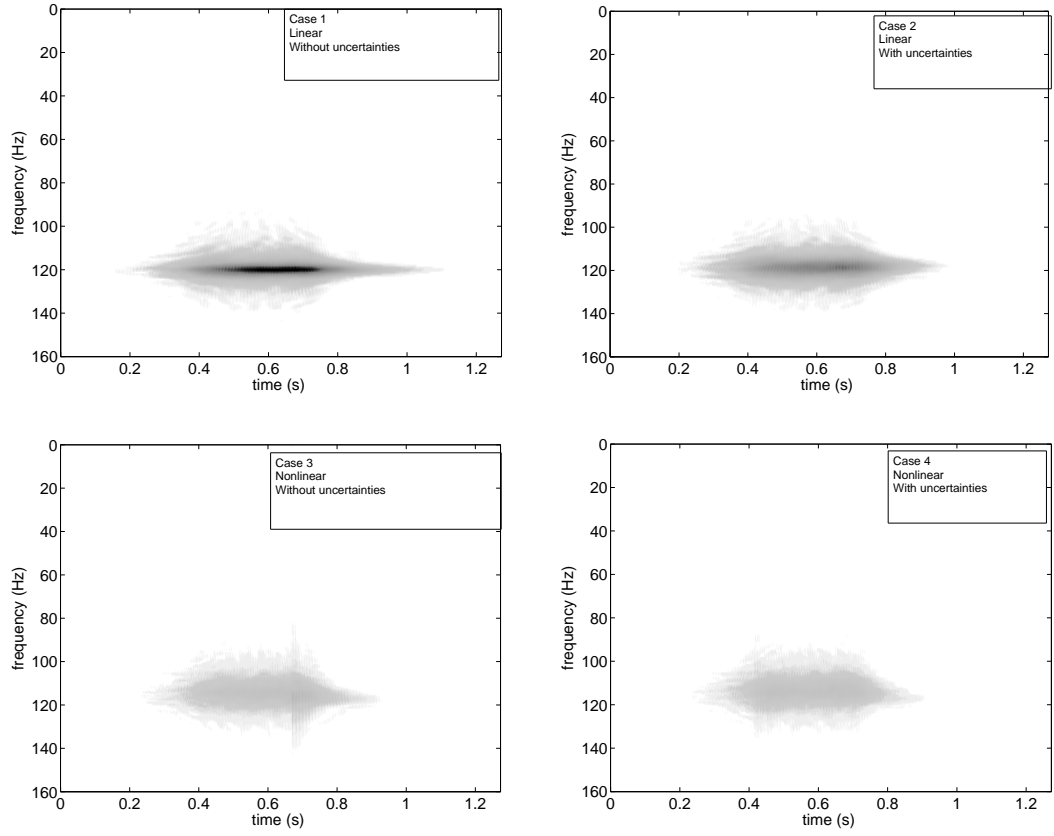 Case 1
Linear
Without uncertainties
0
20
40
60
80
100
120
140
160
frequency (Hz)
0 0.2 0.4 0.6 0.8 1 1.2
time (s)
Case 2
Linear
With uncertainties
0
20
40
60
80
100
120
140
160
frequency (Hz)
0 0.2 0.4 0.6 0.8 1 1.2
time (s)
Case 3
Nonlinear
Without uncertainties
0
20
40
60
80
100
120
140
160
frequency (Hz)
0 0.2 0.4 0.6 0.8 1 1.2
time (s)
Case 4
Nonlinear
With uncertainties
0
20
40
60
80
100
120
140
160
frequency (Hz)
0 0.2 0.4 0.6 0.8 1 1.2
time (s)